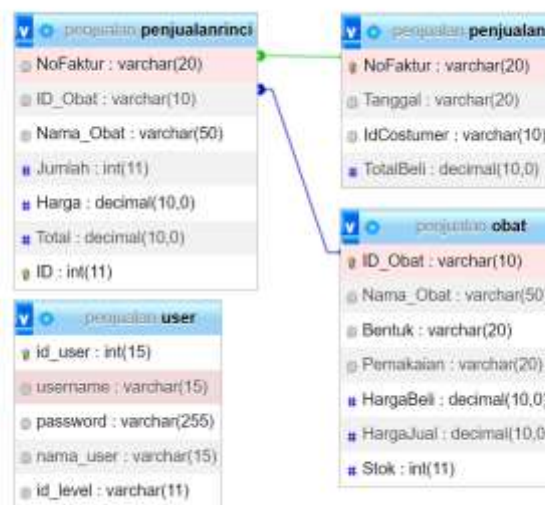 penjualan penjualanrinci
NoFaktur : varchar(20)
ID_Obat : varchar(10)
Nama_Obat : varchar(50)
Jumlah : int(11)
Harga : decimal(10,0)
Total : decimal(10,0)
ID : int(11)
penjualan user
id_user : int(15)
username : varchar(15)
password : varchar(255)
nama_user : varchar(15)
id_level : varchar(11)
penjualan penjualan
NoFaktur : varchar(20)
Tanggal : varchar(20)
IdCostumer : varchar(10)
TotalBeli : decimal(10,0)
penjualan obat
ID_Obat : varchar(10)
Nama_Obat : varchar(50
Bentuk : varchar(20)
Pemakaian : varchar(20)
HargaBeli : decimal(10,0)
HargaJual : decimal(10,0
Stok : int(11)